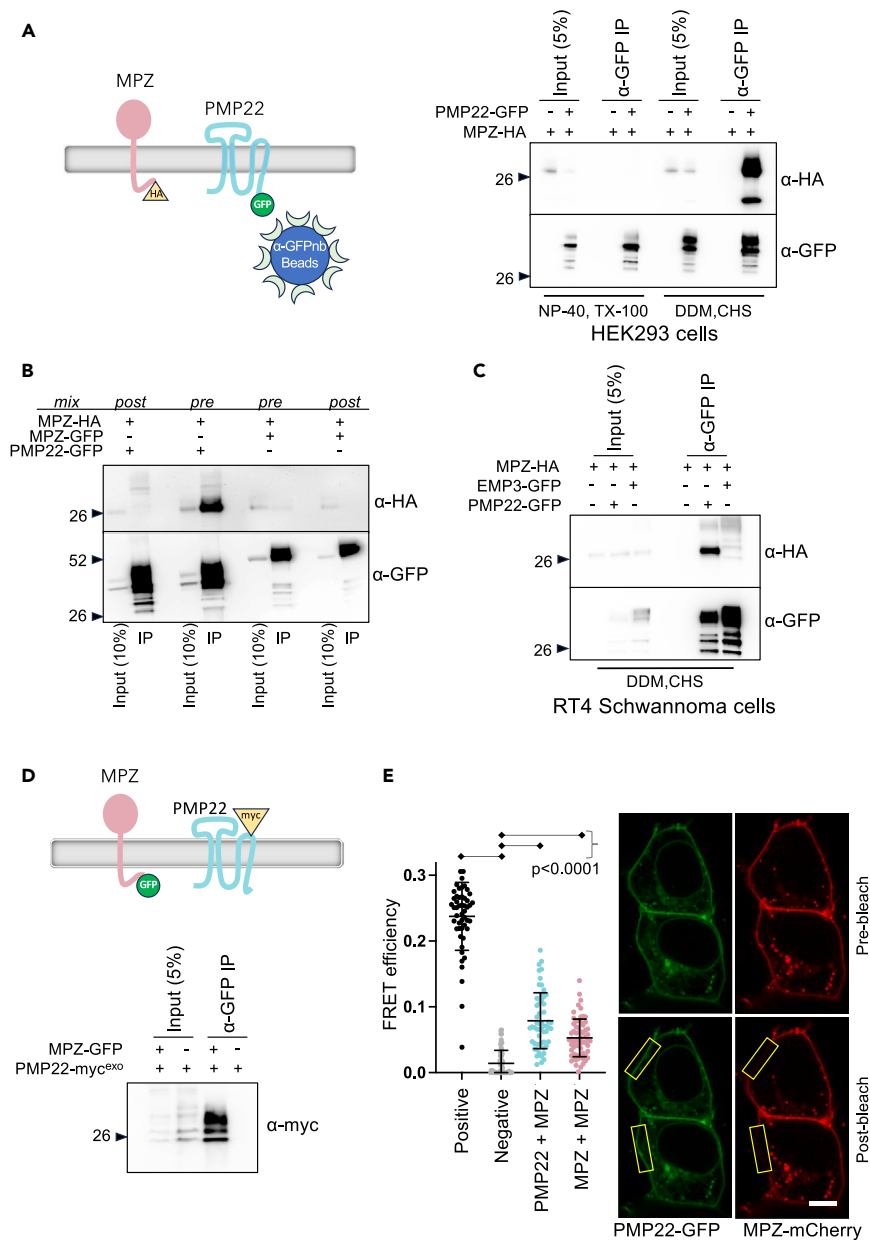 A
MPZ
PMP22
HA
GFP
α-GFPnb
Beads
Input (5%)
α-GFP IP
Input (5%)
α-GFP IP
PMP22-GFP - + - + - + - +
MPZ-HA + + + + + + + +
26
α-HA
α-GFP
26
NP-40, TX-100 DDM,CHS
HEK293 cells
B
mix post pre pre post
MPZ-HA + + + +
MPZ-GFP - - + +
PMP22-GFP + + - -
26
α-HA
52
α-GFP
26
Input (10%)
IP
Input (10%)
IP
Input (10%)
IP
Input (10%)
IP
C
Input (5%)
α-GFP IP
MPZ-HA + + + + + +
EMP3-GFP - - + - - +
PMP22-GFP - + - - + -
26
α-HA
α-GFP
26
DDM,CHS
RT4 Schwannoma cells
D
MPZ
PMP22
myc
GFP
Input (5%)
α-GFP IP
MPZ-GFP + - + -
PMP22-mycexo + + + +
26
α-myc
E
p<0.0001
0.3
0.2
0.1
0.0
FRET efficiency
Positive
Negative
PMP22 + MPZ
MPZ + MPZ
Pre-bleach
Post-bleach
PMP22-GFP MPZ-mCherry